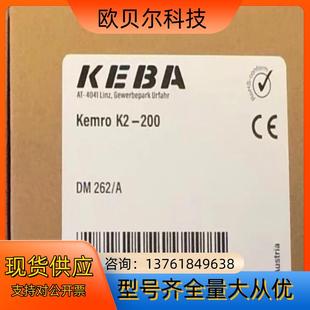 欧贝尔科技
KEBA
AT-4041 Linz, Gewerbepark Urfahr
Kemro K2-200
CE
DM 262/A
Austria
现货供应
支持对公开票
咨询：13761849638
型号齐全量大从优